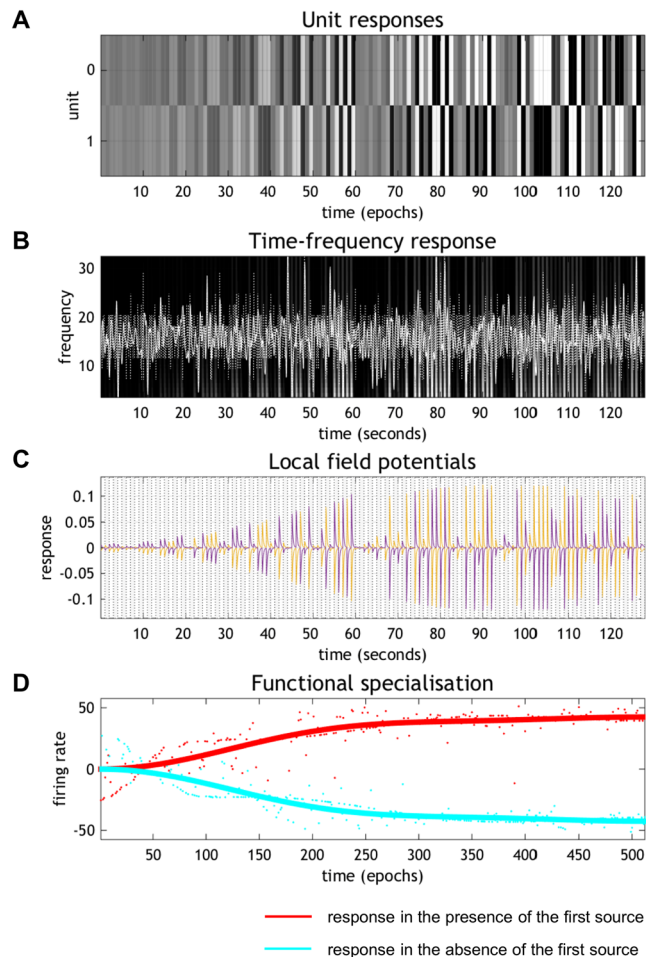 A
Unit responses
unit
0
1
10 20 30 40 50 60 70 80 90 100 110 120
time (epochs)
B
Time-frequency response
frequency
30
20
10
10 20 30 40 50 60 70 80 90 100 110 120
time (seconds)
C
Local field potentials
response
0.1
0.05
0
-0.05
-0.1
10 20 30 40 50 60 70 80 90 100 110 120
time (seconds)
D
Functional specialisation
firing rate
50
0
-50
50 100 150 200 250 300 350 400 450 500
time (epochs)
response in the presence of the first source
response in the absence of the first source